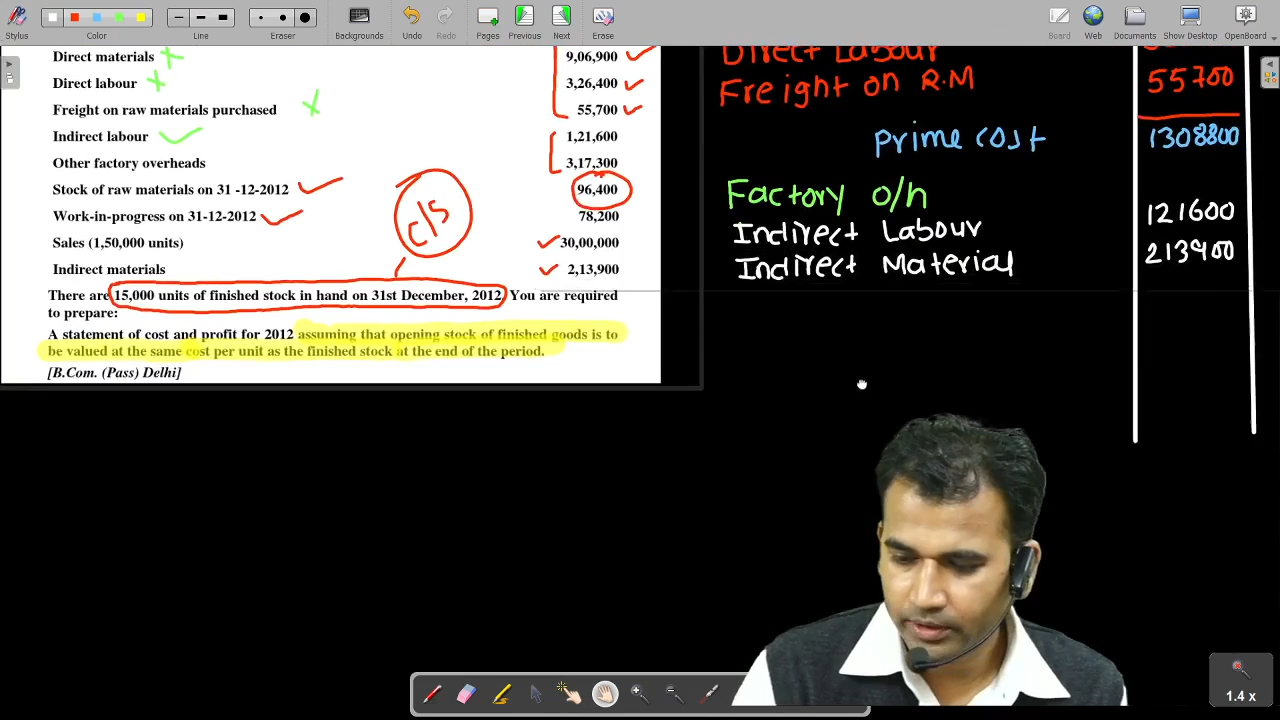 Stylus
Color
Line
Eraser
Backgrounds
Undo
Redo
Pages
Previous
Next
Erase
Board
Web
Documents
Show Desktop
OpenBoard
Direct materials X 9,06,900
Direct labour X 3,26,400
Freight on raw materials purchased X 55,700
Indirect labour 1,21,600
Other factory overheads 3,17,300
Stock of raw materials on 31 -12-2012 96,400
Work-in-progress on 31-12-2012 78,200
Sales (1,50,000 units) 30,00,000
Indirect materials 2,13,900
C/S
There are 15,000 units of finished stock in hand on 31st December, 2012. You are required
to prepare:
A statement of cost and profit for 2012 assuming that opening stock of finished goods is to
be valued at the same cost per unit as the finished stock at the end of the period.
[B.Com. (Pass) Delhi]
Direct Labour
Freight on R.M 55700
prime cost 1308800
Factory o/h
Indirect Labour 121600
Indirect Material 213900
1.4 x